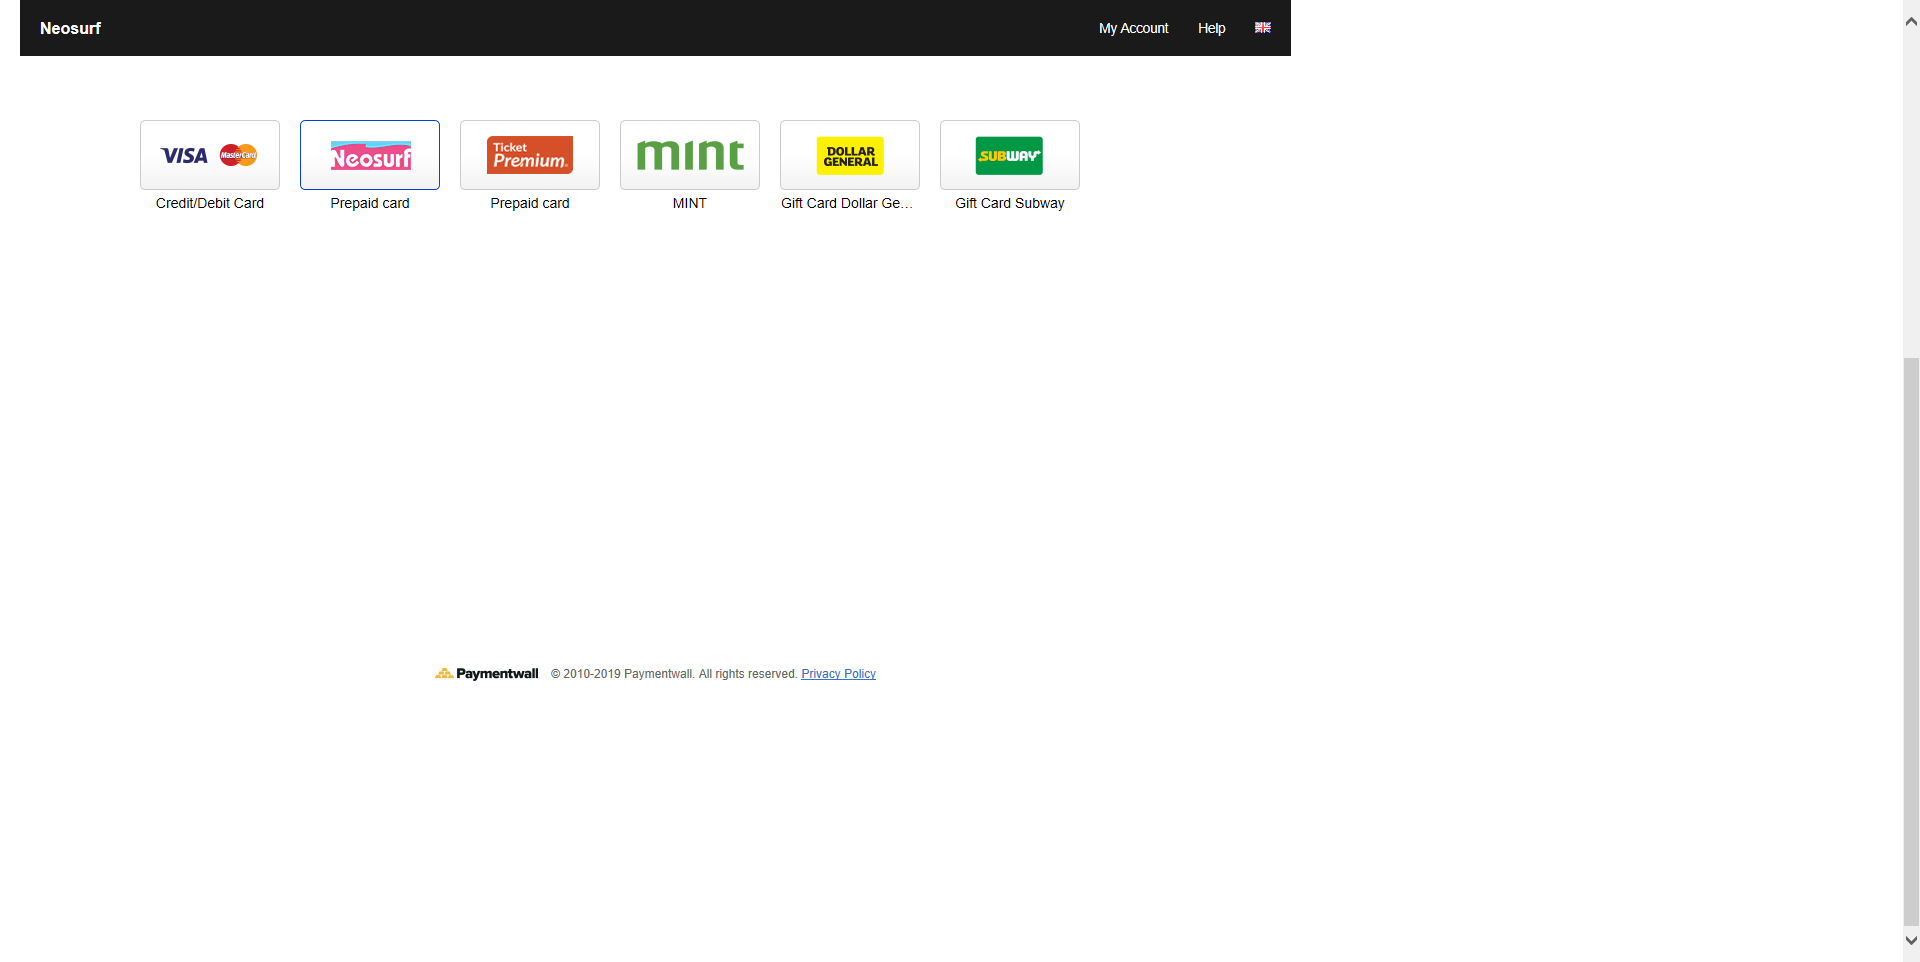 Neosurf My Account Help
VISA MasterCard Neosurf Ticket Premium. mint DOLLAR GENERAL SUBWAY
Credit/Debit Card Prepaid card Prepaid card MINT Gift Card Dollar Ge... Gift Card Subway
Paymentwall © 2010-2019 Paymentwall. All rights reserved. Privacy Policy